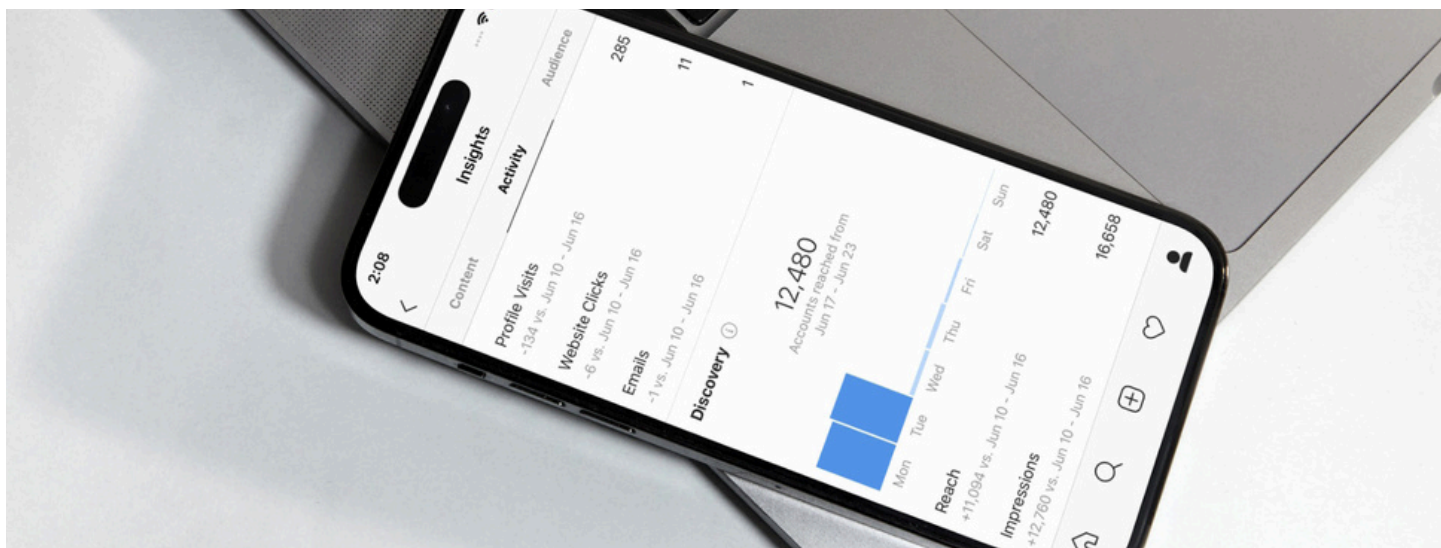 2:08
Insights
Content Activity Audience
Profile Visits 285
-134 vs. Jun 10 - Jun 16
Website Clicks 11
-6 vs. Jun 10 - Jun 16
Emails 1
-1 vs. Jun 10 - Jun 16
Discovery
12,480
Accounts reached from
Jun 17 - Jun 23
Mon Tue Wed Thu Fri Sat Sun
Reach 12,480
+11,094 vs. Jun 10 - Jun 16
Impressions 16,658
+12,760 vs. Jun 10 - Jun 16